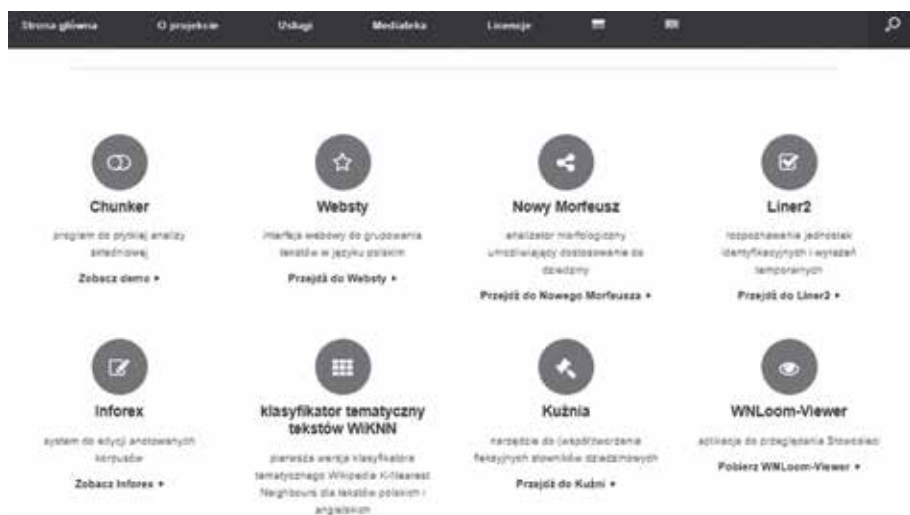 Strona główna O projekcie Usługi Mediateka Licencje
Chunker
program do płytkiej analizy
składniowej
Zobacz demo
Websty
interfejs webowy do grupowania
tekstów w języku polskim
Przejdź do Websty
Nowy Morfeusz
analizator morfologiczny
umożliwiający dostosowanie do
dziedziny
Przejdź do Nowego Morfeusza
Liner2
rozpoznawanie jednostek
identyfikacyjnych i wyrażeń
temporalnych
Przejdź do Liner2
Inforex
system do edycji anotowanych
korpusów
Zobacz Inforex
klasyfikator tematyczny
tekstów WiKNN
pierwsza wersja klasyfikatora
tematycznego Wikipedia K-Nearest
Neighbours dla tekstów polskich i
angielskich
Kuźnia
narzędzie do (współ)tworzenia
fleksyjnych słowników dziedzinowych
Przejdź do Kuźni
WNLoom-Viewer
aplikacja do przeglądania Słowosieci
Pobierz WNLoom-Viewer